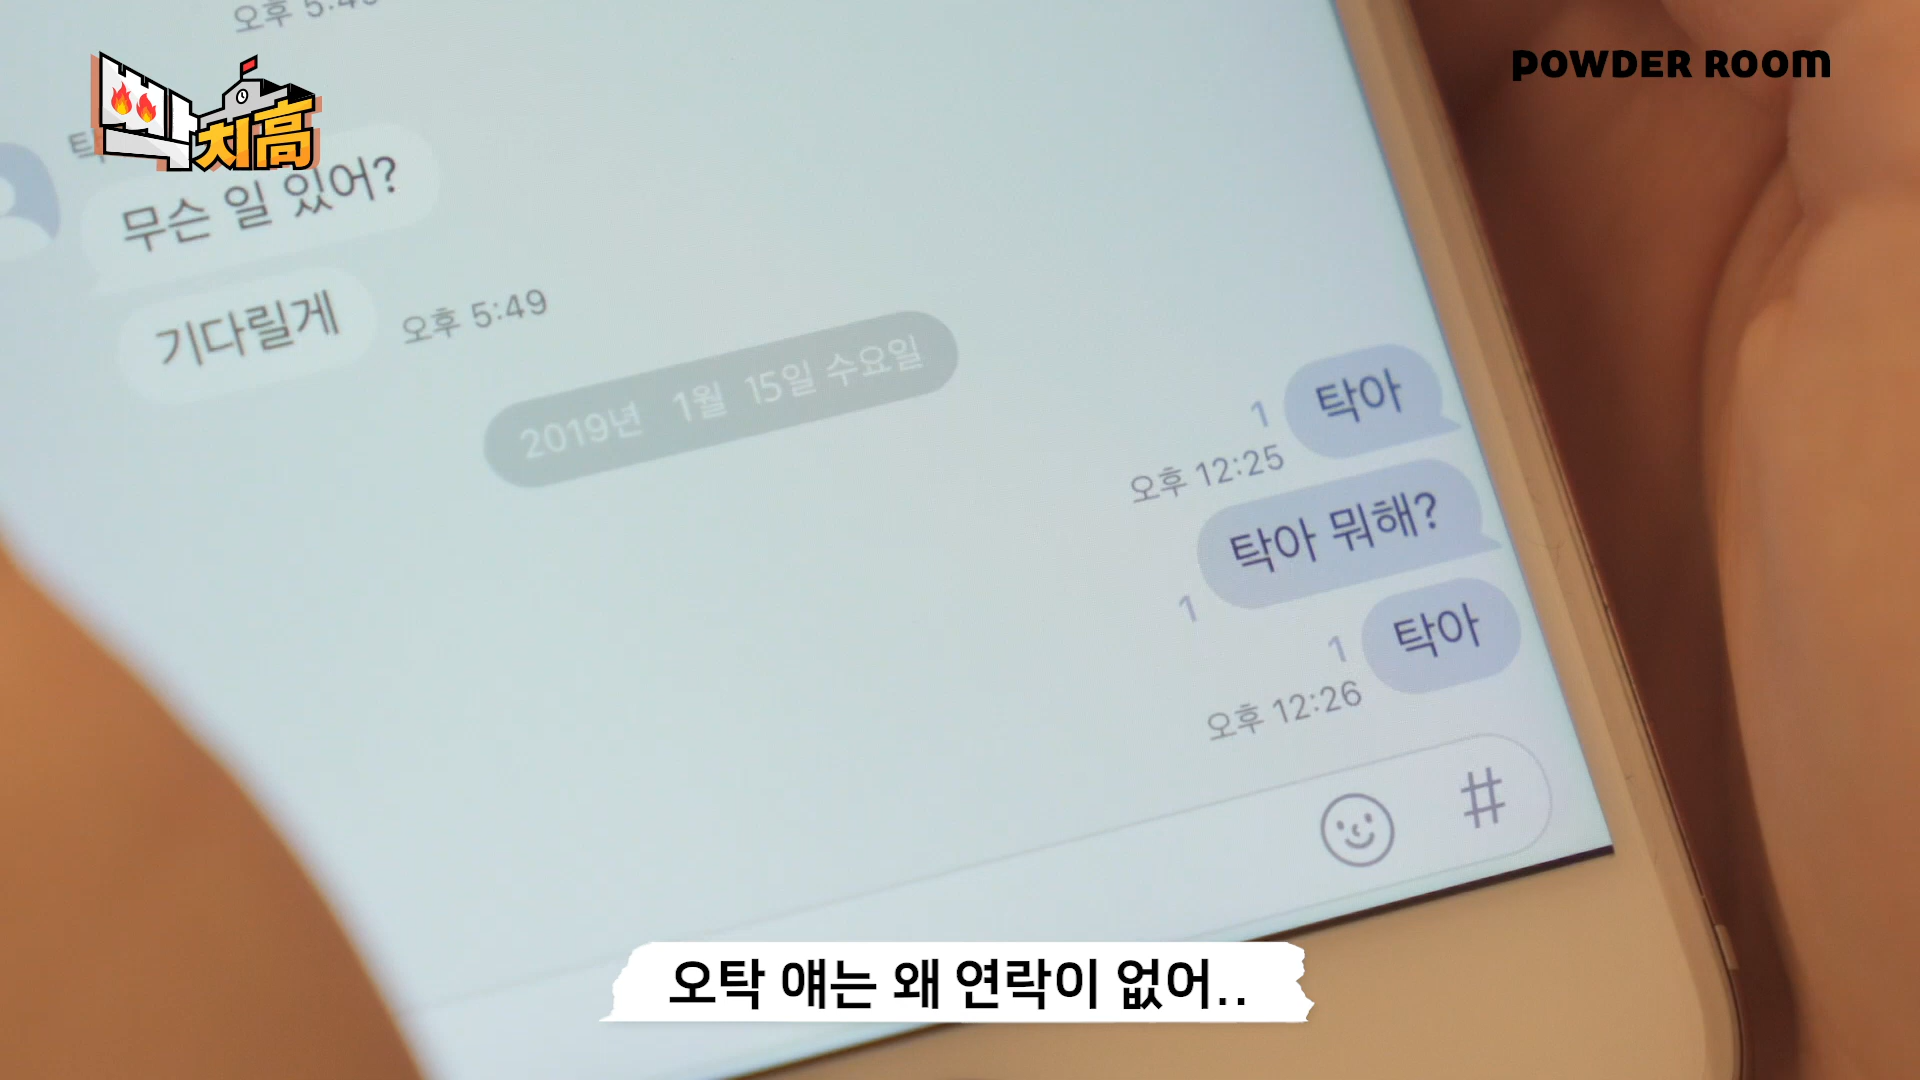 POWDER ROOM
빠치高
무슨 일 있어?
기다릴게
오후 5:49
2019년 1월 15일 수요일
1
탁아
오후 12:25
탁아 뭐해?
1
1
탁아
오후 12:26
#
오탁 얘는 왜 연락이 없어..